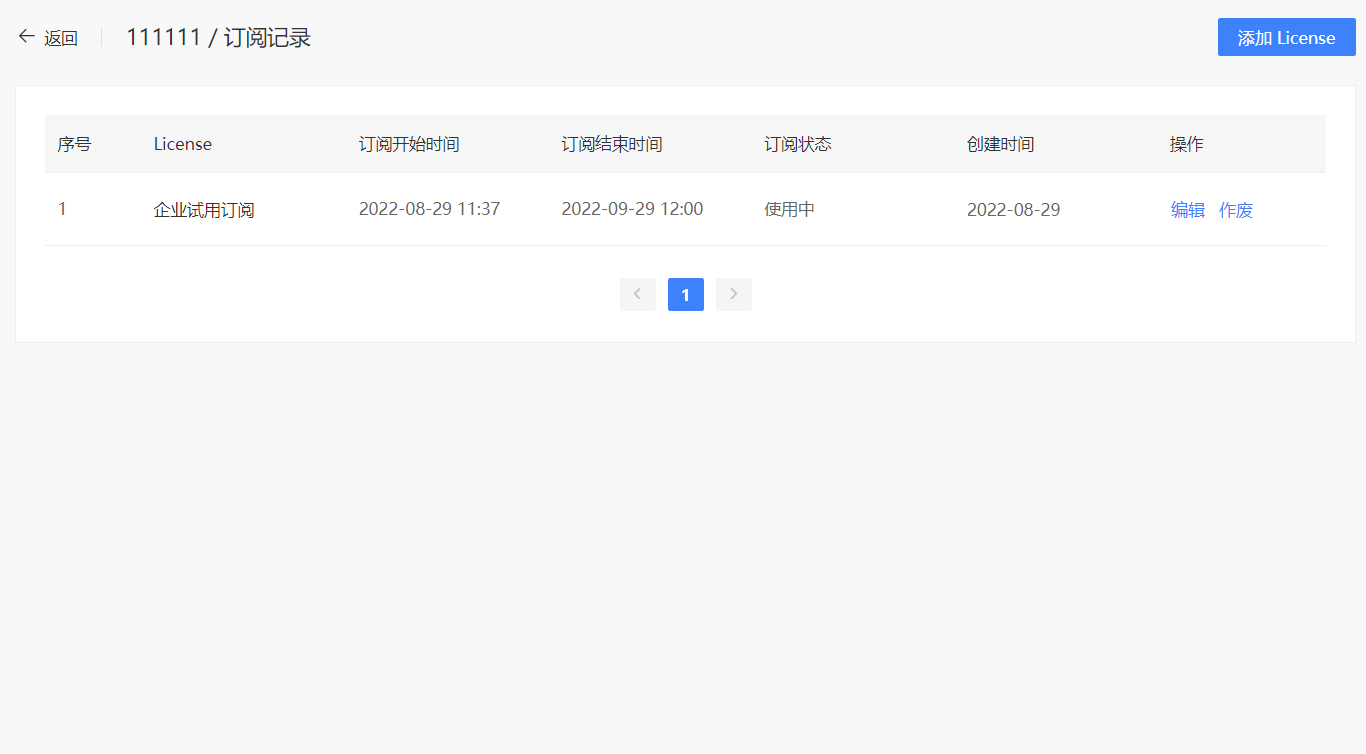 返回 111111 / 订阅记录 添加 License
序号 License 订阅开始时间 订阅结束时间 订阅状态 创建时间 操作
1 企业试用订阅 2022-08-29 11:37 2022-09-29 12:00 使用中 2022-08-29 编辑 作废
1